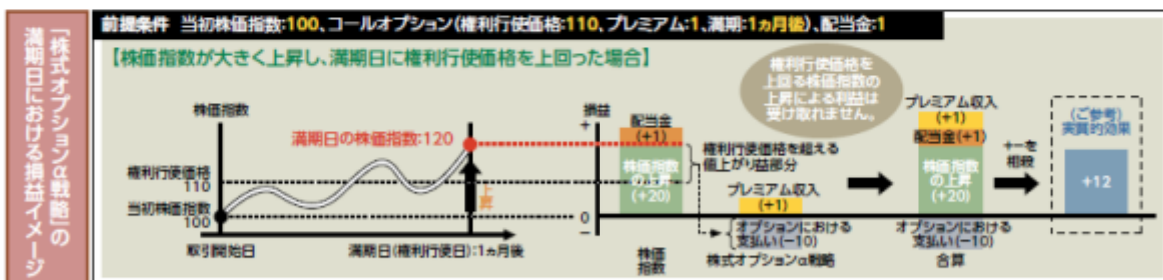 「株式オプションα戦略」の
満期日における損益イメージ
前提条件 当初株価指数:100、コールオプション(権利行使価格:110、プレミアム:1、満期:1ヵ月後)、配当金:1
【株価指数が大きく上昇し、満期日に権利行使価格を上回った場合】
株価指数
満期日の株価指数:120
権利行使価格
110
当初株価指数
100
上昇
取引開始日
満期日(権利行使日):1ヵ月後
損益
+
0
−
配当金
(+1)
株価指数
の上昇
(+20)
株価
指数
権利行使価格を
上回る株価指数の
上昇による利益は
受け取れません。
権利行使価格を超える
値上がり益部分
プレミアム収入
(+1)
オプションにおける
支払い(−10)
株式オプションα戦略
プレミアム収入
(+1)
配当金(+1)
株価指数
の上昇
(+20)
オプションにおける
支払い(−10)
合算
+−を
相殺
(ご参考)
実質的効果
+12